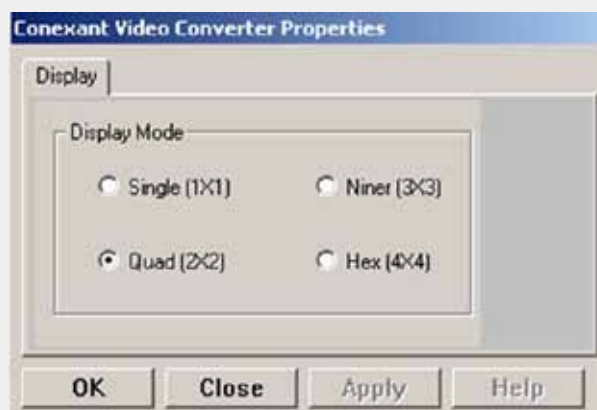 Conexant Video Converter Properties
Display
Display Mode
Single (1X1)
Niner (3X3)
Quad (2X2)
Hex (4X4)
OK
Close
Apply
Help